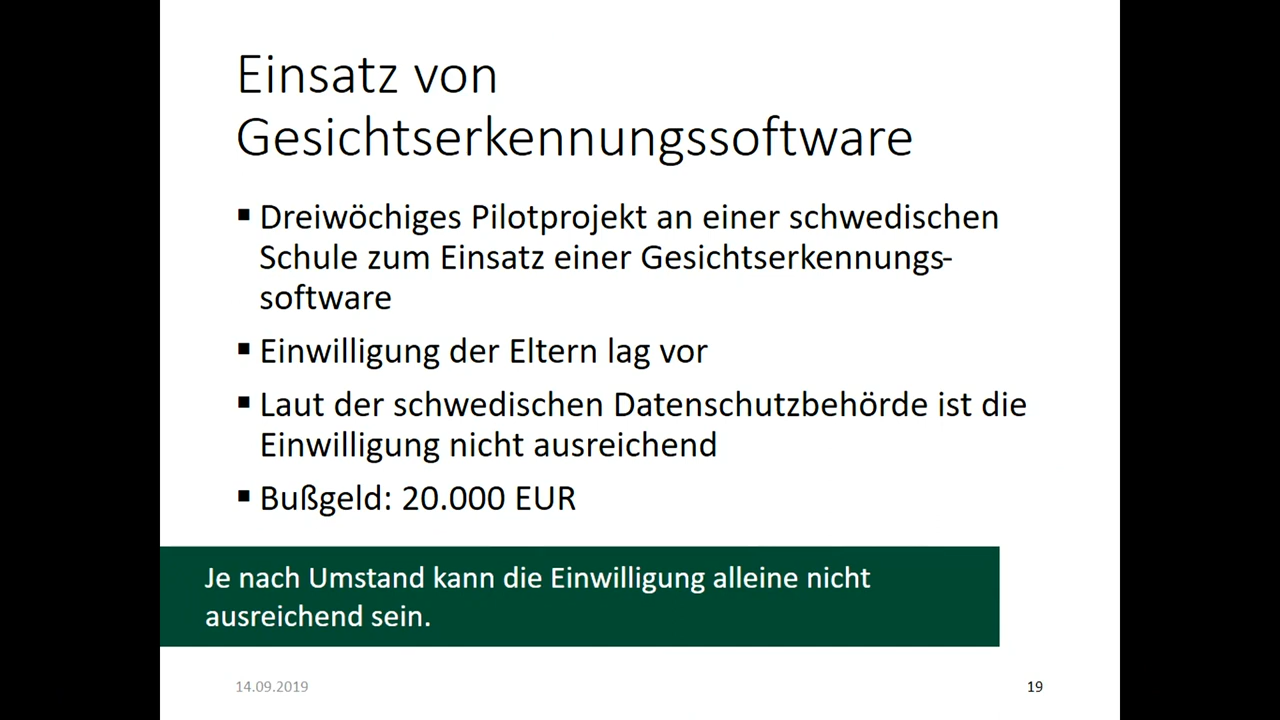 Einsatz von
Gesichtserkennungssoftware
▪ Dreiwöchiges Pilotprojekt an einer schwedischen
Schule zum Einsatz einer Gesichtserkennungs-
software
▪ Einwilligung der Eltern lag vor
▪ Laut der schwedischen Datenschutzbehörde ist die
Einwilligung nicht ausreichend
▪ Bußgeld: 20.000 EUR
Je nach Umstand kann die Einwilligung alleine nicht
ausreichend sein.
14.09.2019
19